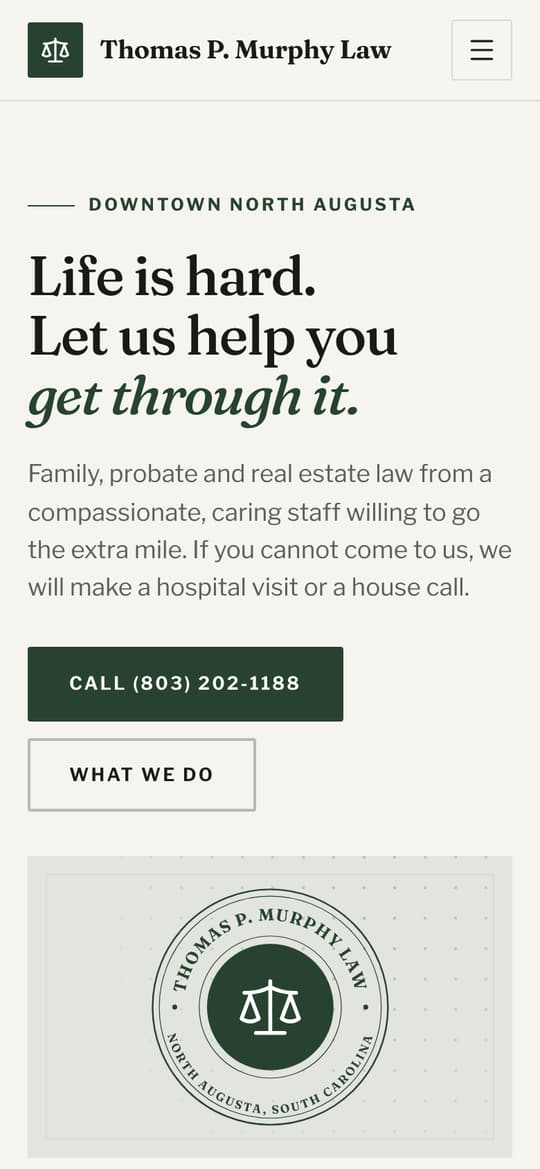 Thomas P. Murphy Law
DOWNTOWN NORTH AUGUSTA
Life is hard.
Let us help you
get through it.
Family, probate and real estate law from a
compassionate, caring staff willing to go
the extra mile. If you cannot come to us, we
will make a hospital visit or a house call.
CALL (803) 202-1188
WHAT WE DO
• THOMAS P. MURPHY LAW •
NORTH AUGUSTA, SOUTH CAROLINA